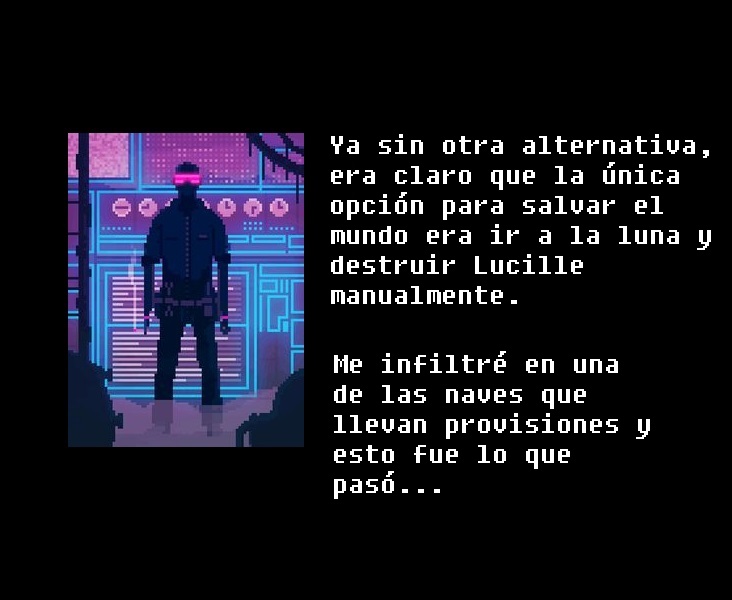 Ya sin otra alternativa,
era claro que la única
opción para salvar el
mundo era ir a la luna y
destruir Lucille
manualmente.
Me infiltré en una
de las naves que
llevan provisiones y
esto fue lo que
pasó...